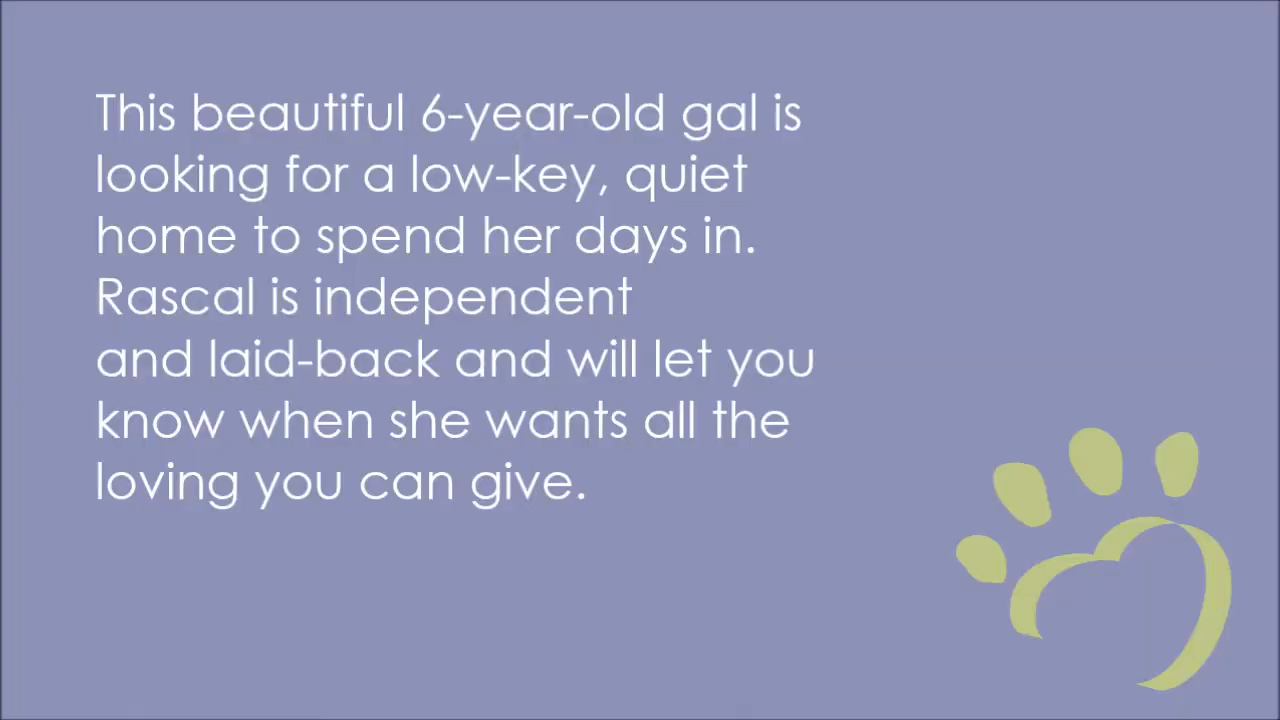 This beautiful 6-year-old gal is
looking for a low-key, quiet
home to spend her days in.
Rascal is independent
and laid-back and will let you
know when she wants all the
loving you can give.